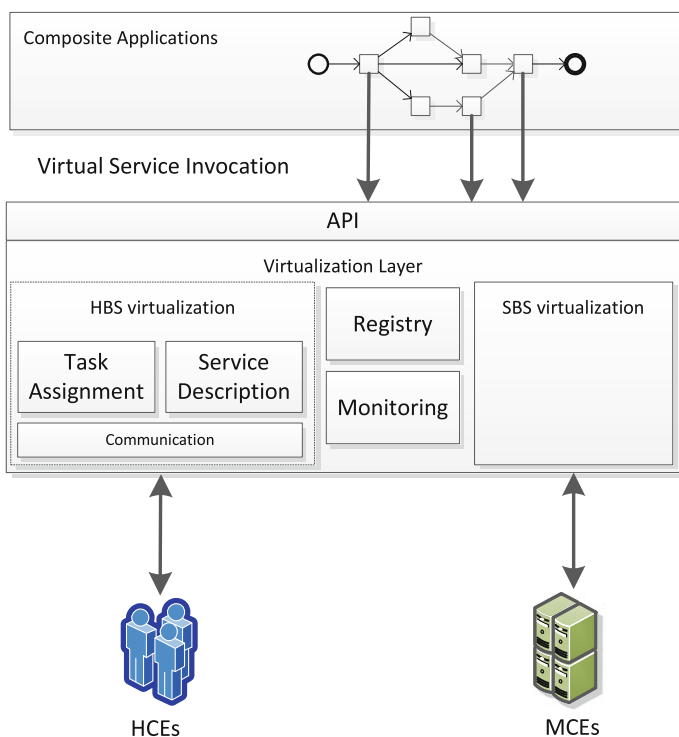 Composite Applications
Virtual Service Invocation
API
Virtualization Layer
HBS virtualization
Task
Assignment
Service
Description
Communication
Registry
Monitoring
SBS virtualization
HCEs
MCEs